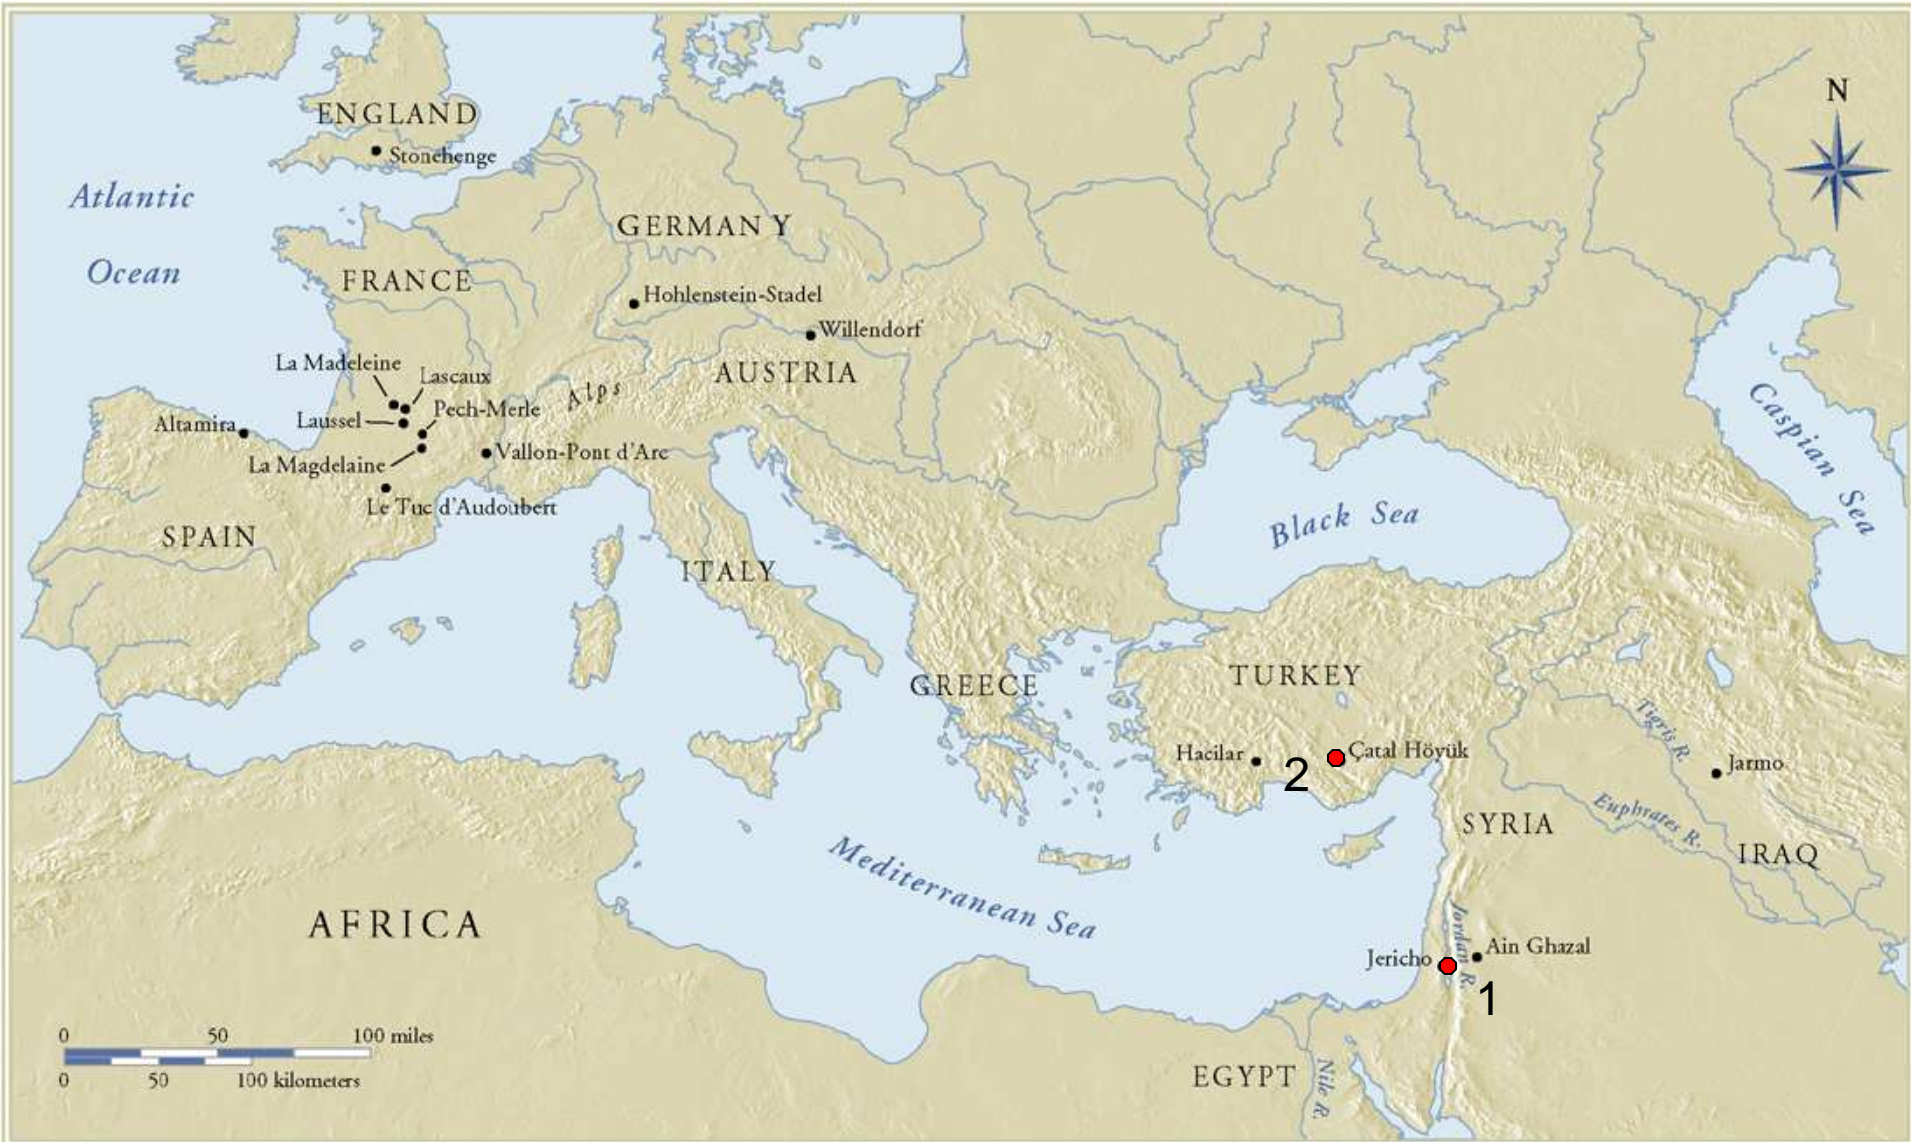 N
ENGLAND
Stonehenge
Atlantic
Ocean
GERMANY
FRANCE
Hohlenstein-Stadel
Willendorf
La Madeleine
Lascaux
AUSTRIA
Alps
Pech-Merle
Laussel
Altamira
Vallon-Pont d'Arc
La Magdelaine
Le Tuc d'Audoubert
Caspian Sea
Black Sea
SPAIN
ITALY
GREECE
TURKEY
Tigris R.
Hacilar
2
Çatal Höyük
Jarmo
Euphrates R.
SYRIA
IRAQ
Mediterranean Sea
AFRICA
Jordan R.
Jericho
Ain Ghazal
1
0 50 100 miles
0 50 100 kilometers
EGYPT
Nile R.